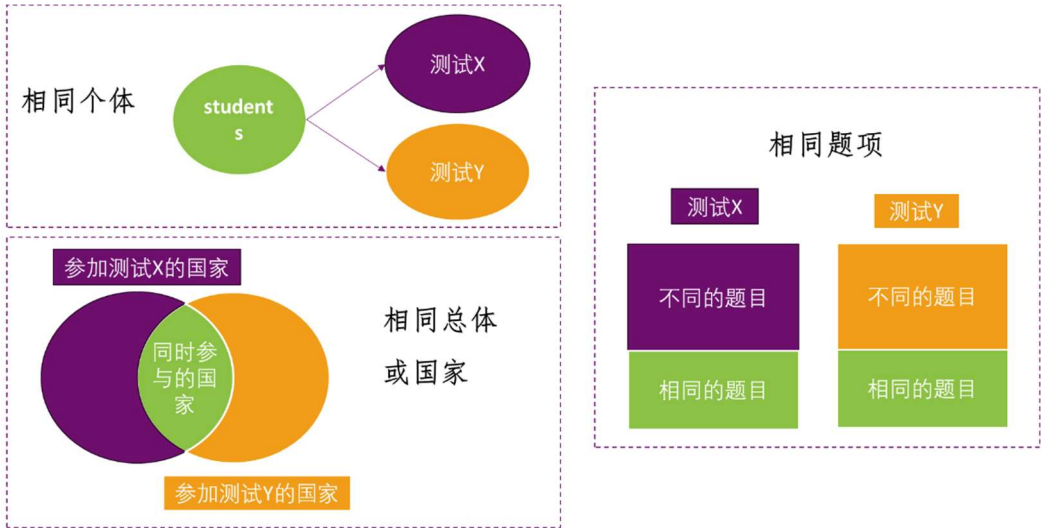 相同个体
student
s
测试X
测试Y
参加测试X的国家
同时参
与的国
家
相同总体
或国家
参加测试Y的国家
相同题项
测试X
测试Y
不同的题目
不同的题目
相同的题目
相同的题目